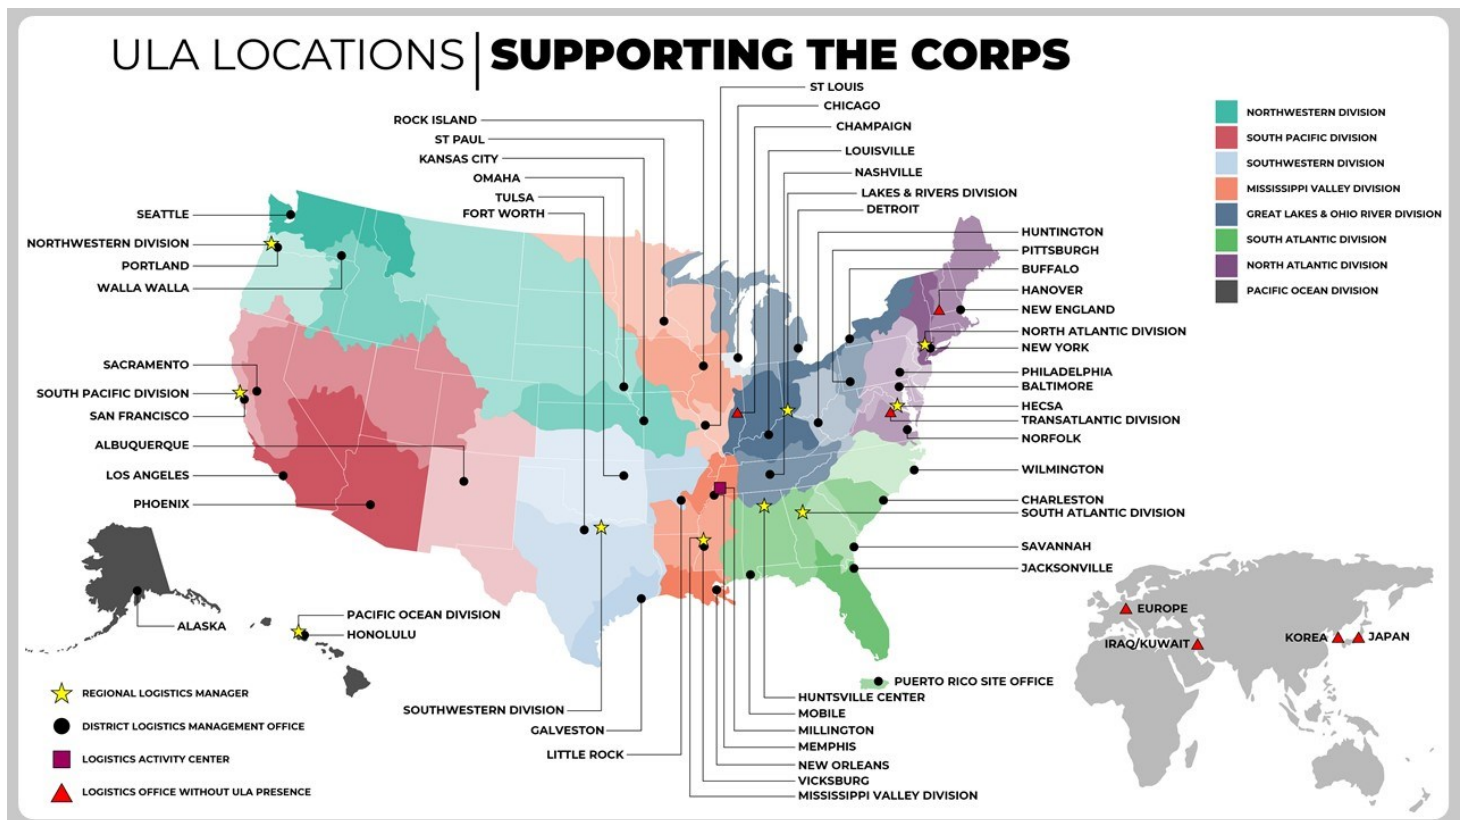 ULA LOCATIONS | SUPPORTING THE CORPS
ST LOUIS
CHICAGO
CHAMPAIGN
LOUISVILLE
NASHVILLE
LAKES & RIVERS DIVISION
DETROIT
ROCK ISLAND
ST PAUL
KANSAS CITY
OMAHA
TULSA
FORT WORTH
NORTHWESTERN DIVISION
SOUTH PACIFIC DIVISION
SOUTHWESTERN DIVISION
MISSISSIPPI VALLEY DIVISION
GREAT LAKES & OHIO RIVER DIVISION
SOUTH ATLANTIC DIVISION
NORTH ATLANTIC DIVISION
PACIFIC OCEAN DIVISION
SEATTLE
NORTHWESTERN DIVISION
PORTLAND
WALLA WALLA
SACRAMENTO
SOUTH PACIFIC DIVISION
SAN FRANCISCO
ALBUQUERQUE
LOS ANGELES
PHOENIX
HUNTINGTON
PITTSBURGH
BUFFALO
HANOVER
NEW ENGLAND
NORTH ATLANTIC DIVISION
NEW YORK
PHILADELPHIA
BALTIMORE
HECSA
TRANSATLANTIC DIVISION
NORFOLK
WILMINGTON
CHARLESTON
SOUTH ATLANTIC DIVISION
SAVANNAH
JACKSONVILLE
ALASKA
PACIFIC OCEAN DIVISION
HONOLULU
EUROPE
IRAQ/KUWAIT
KOREA
JAPAN
PUERTO RICO SITE OFFICE
REGIONAL LOGISTICS MANAGER
DISTRICT LOGISTICS MANAGEMENT OFFICE
LOGISTICS ACTIVITY CENTER
LOGISTICS OFFICE WITHOUT ULA PRESENCE
SOUTHWESTERN DIVISION
GALVESTON
LITTLE ROCK
HUNTSVILLE CENTER
MOBILE
MILLINGTON
MEMPHIS
NEW ORLEANS
VICKSBURG
MISSISSIPPI VALLEY DIVISION